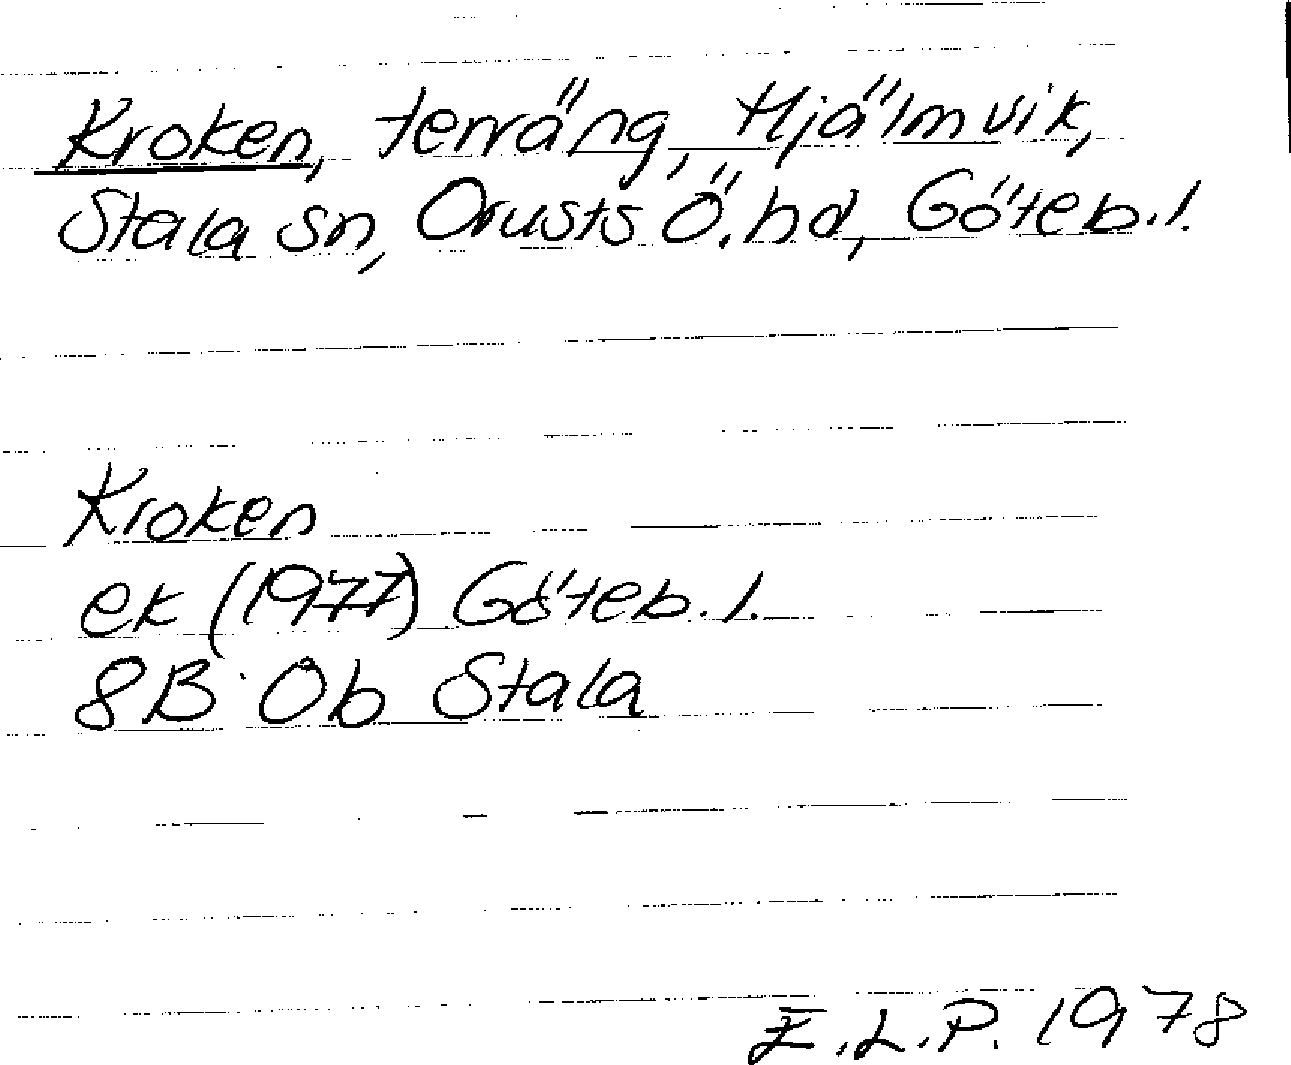 Kroken, terräng, Hjälmvik,
Stala sn, Orusts Ö. hd, Göteb. l.
Kroken
ek (1977) Göteb. l.
8B 0b Stala
E.L.P. 1978